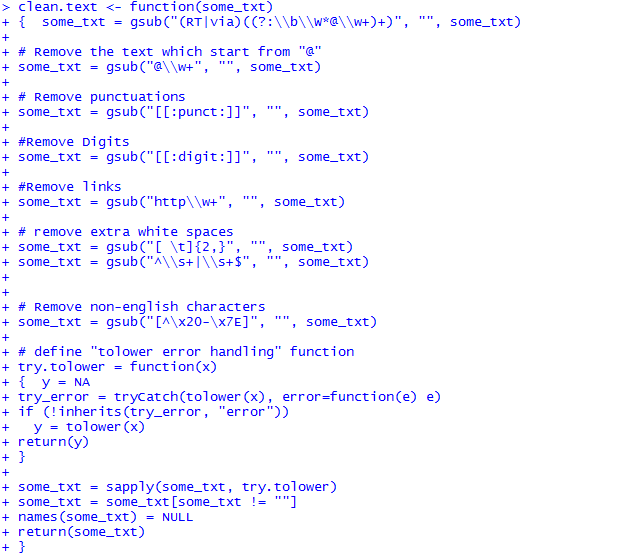 > clean.text <- function(some_txt)
+ {  some_txt = gsub("(RT|via)((?:\\b\\W*@\\w+)+)", "", some_txt)
+
+ # Remove the text which start from "@"
+ some_txt = gsub("@\\w+", "", some_txt)
+
+ # Remove punctuations
+ some_txt = gsub("[[:punct:]]", "", some_txt)
+
+ #Remove Digits
+ some_txt = gsub("[[:digit:]]", "", some_txt)
+
+ #Remove links
+ some_txt = gsub("http\\w+", "", some_txt)
+
+ # remove extra white spaces
+ some_txt = gsub("[ \t]{2,}", "", some_txt)
+ some_txt = gsub("^\\s+|\\s+$", "", some_txt)
+
+
+ # Remove non-english characters
+ some_txt = gsub("[^\x20-\x7E]", "", some_txt)
+
+ # define "tolower error handling" function
+ try.tolower = function(x)
+ {  y = NA
+ try_error = tryCatch(tolower(x), error=function(e) e)
+ if (!inherits(try_error, "error"))
+   y = tolower(x)
+ return(y)
+ }
+
+ some_txt = sapply(some_txt, try.tolower)
+ some_txt = some_txt[some_txt != ""]
+ names(some_txt) = NULL
+ return(some_txt)
+ }